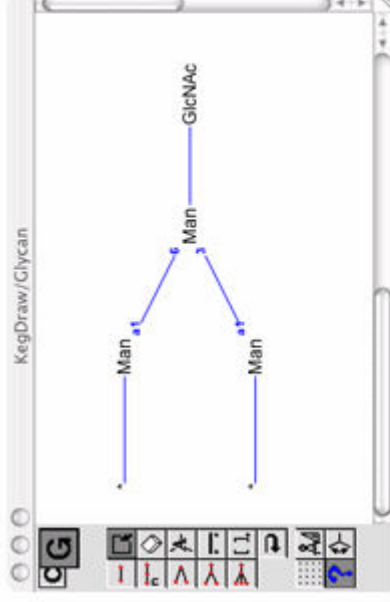 KegDraw/Glycan
C G
* Man a1 6 Man GlcNAc
* Man a1 3
c
?